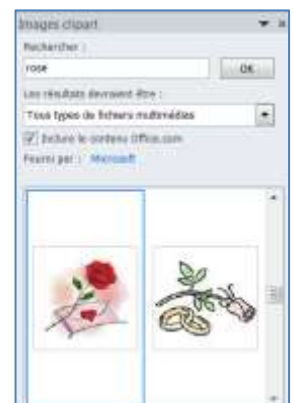 Images clipart
Rechercher :
rose
OK
Les résultats devraient être :
Tous types de fichiers multimédias
Inclure le contenu Office.com
Fourni par : Microsoft